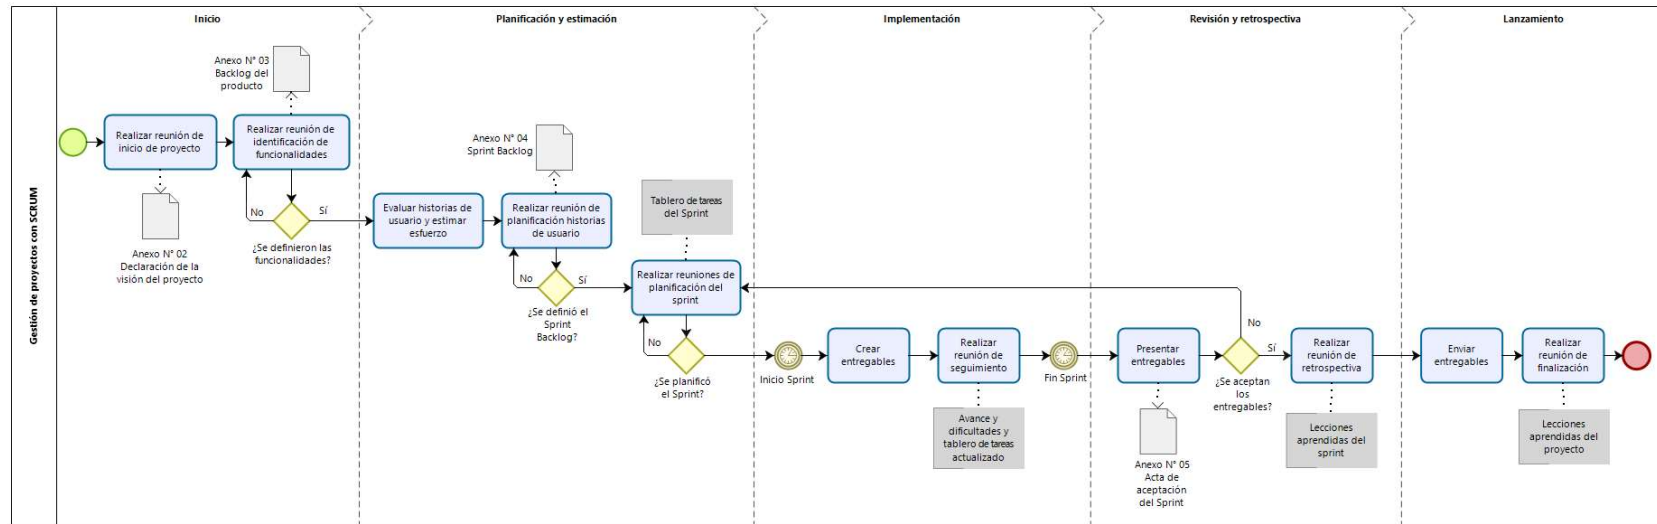 Gestión de proyectos con SCRUM
Inicio
Planificación y estimación
Implementación
Revisión y retrospectiva
Lanzamiento
Anexo N° 03
Backlog del
producto
Realizar reunión de
inicio de proyecto
Realizar reunión de
identificación de
funcionalidades
Anexo N° 02
Declaración de la
visión del proyecto
No
Sí
¿Se definieron las
funcionalidades?
Evaluar historias de
usuario y estimar
esfuerzo
Anexo N° 04
Sprint Backlog
Realizar reunión de
planificación historias
de usuario
No
Sí
¿Se definió el
Sprint
Backlog?
Tablero de tareas
del Sprint
Realizar reuniones de
planificación del
sprint
No
¿Se planificó
el Sprint?
Inicio Sprint
Crear
entregables
Realizar
reunión de
seguimiento
Avance y
dificultades y
tablero de tareas
actualizado
Fin Sprint
Presentar
entregables
Anexo N° 05
Acta de
aceptación
del Sprint
No
Sí
¿Se aceptan
los
entregables?
Realizar
reunión de
retrospectiva
Lecciones
aprendidas del
sprint
Enviar
entregables
Realizar
reunión de
finalización
Lecciones
aprendidas del
proyecto